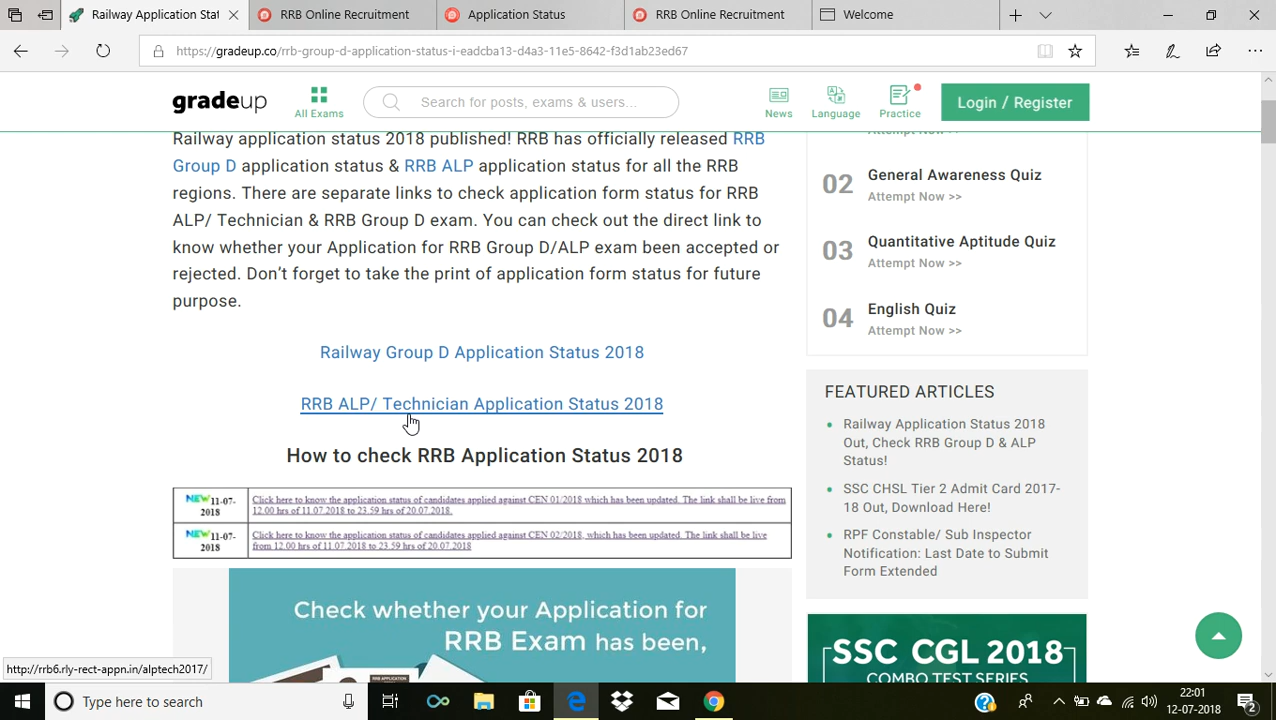 Railway Application Sta
RRB Online Recruitment
Application Status
RRB Online Recruitment
Welcome
https://gradeup.co/rrb-group-d-application-status-i-eadcba13-d4a3-11e5-8642-f3d1ab23ed67
gradeup
All Exams
Search for posts, exams & users...
News
Language
Practice
Login / Register
Railway application status 2018 published! RRB has officially released RRB
Group D application status & RRB ALP application status for all the RRB
regions. There are separate links to check application form status for RRB
ALP/ Technician & RRB Group D exam. You can check out the direct link to
know whether your Application for RRB Group D/ALP exam been accepted or
rejected. Don't forget to take the print of application form status for future
purpose.
Railway Group D Application Status 2018
RRB ALP/ Technician Application Status 2018
How to check RRB Application Status 2018
NEW 11-07-
2018
Click here to know the application status of candidates applied against CEN 01/2018 which has been updated. The link shall be live from
12.00 hrs of 11.07.2018 to 23.59 hrs of 20.07.2018.
NEW 11-07-
2018
Click here to know the application status of candidates applied against CEN 02/2018, which has been updated. The link shall be live
from 12.00 hrs of 11.07.2018 to 23.59 hrs of 20.07.2018
Check whether your Application for
RRB Exam has been,
02
General Awareness Quiz
Attempt Now >>
03
Quantitative Aptitude Quiz
Attempt Now >>
04
English Quiz
Attempt Now >>
FEATURED ARTICLES
Railway Application Status 2018
Out, Check RRB Group D & ALP
Status!
SSC CHSL Tier 2 Admit Card 2017-
18 Out, Download Here!
RPF Constable/ Sub Inspector
Notification: Last Date to Submit
Form Extended
SSC CGL 2018
COMBO TEST SERIES
http://rrb6.rly-rect-appn.in/alptech2017/
Type here to search
22:01
12-07-2018
2